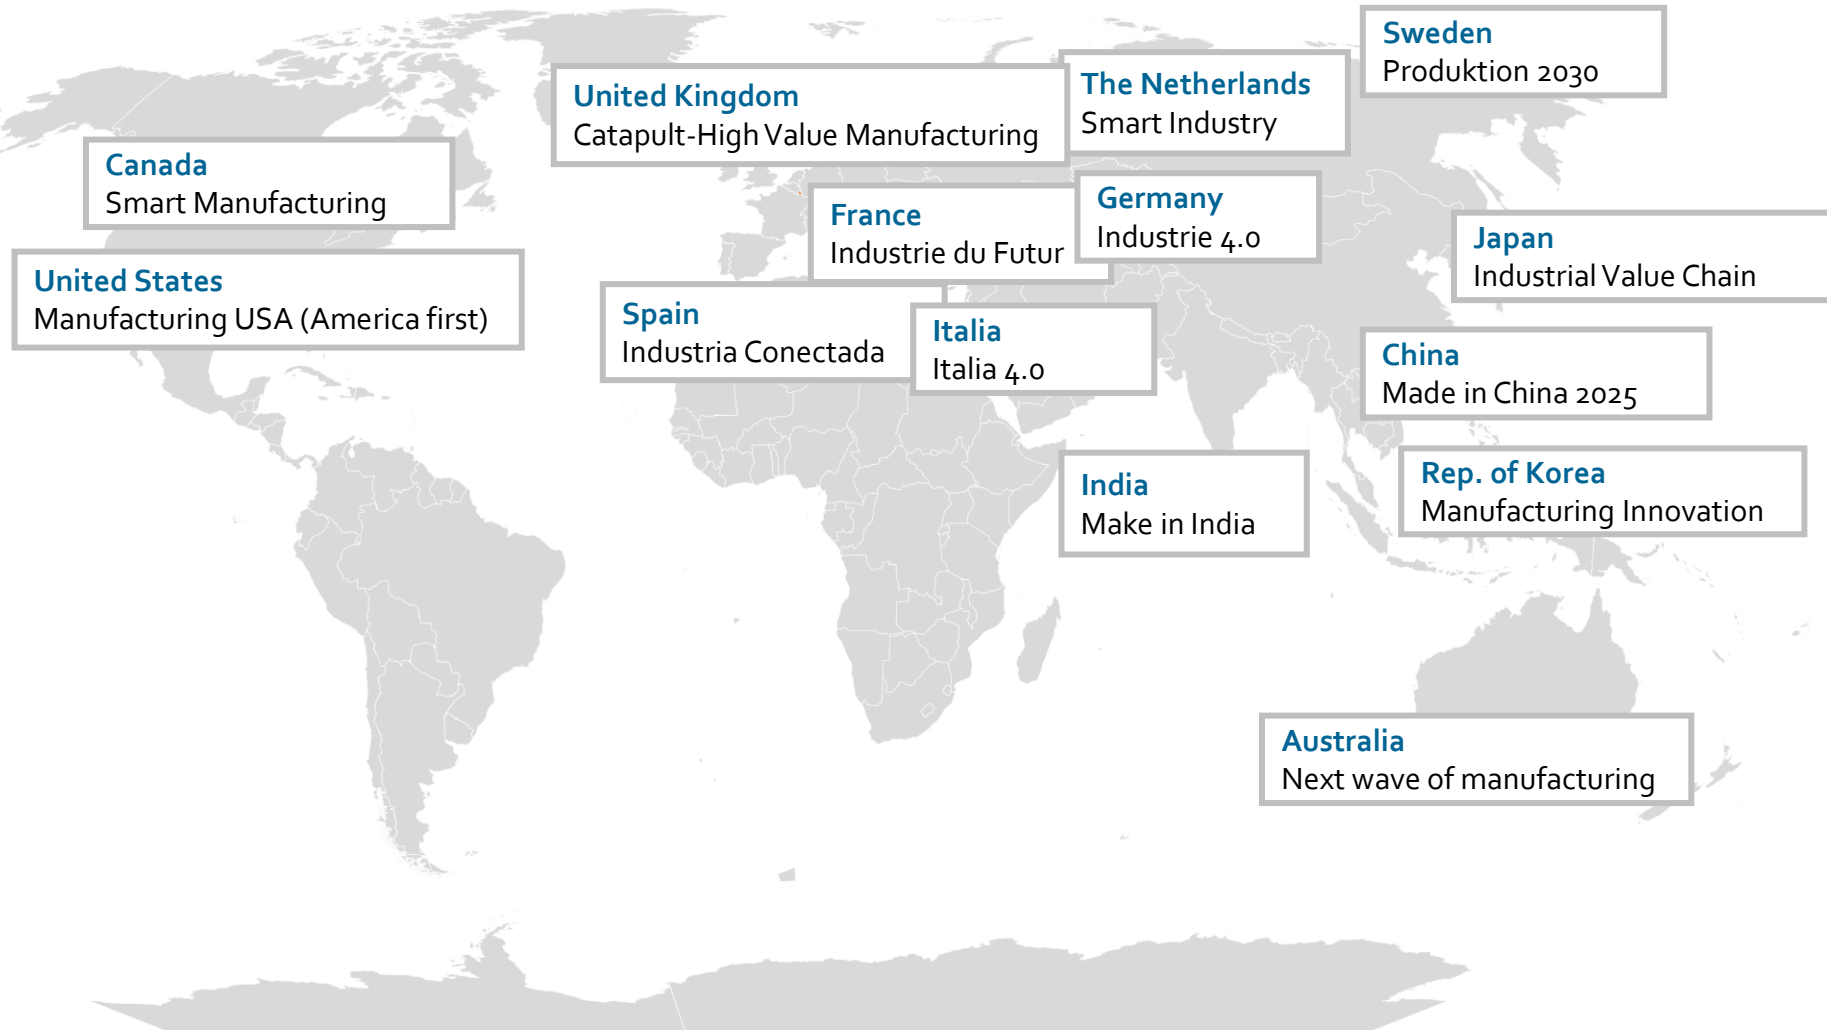 Sweden
Produktion 2030
United Kingdom
Catapult-High Value Manufacturing
The Netherlands
Smart Industry
Canada
Smart Manufacturing
France
Industrie du Futur
Germany
Industrie 4.0
Japan
Industrial Value Chain
United States
Manufacturing USA (America first)
Spain
Industria Conectada
Italia
Italia 4.0
China
Made in China 2025
India
Make in India
Rep. of Korea
Manufacturing Innovation
Australia
Next wave of manufacturing